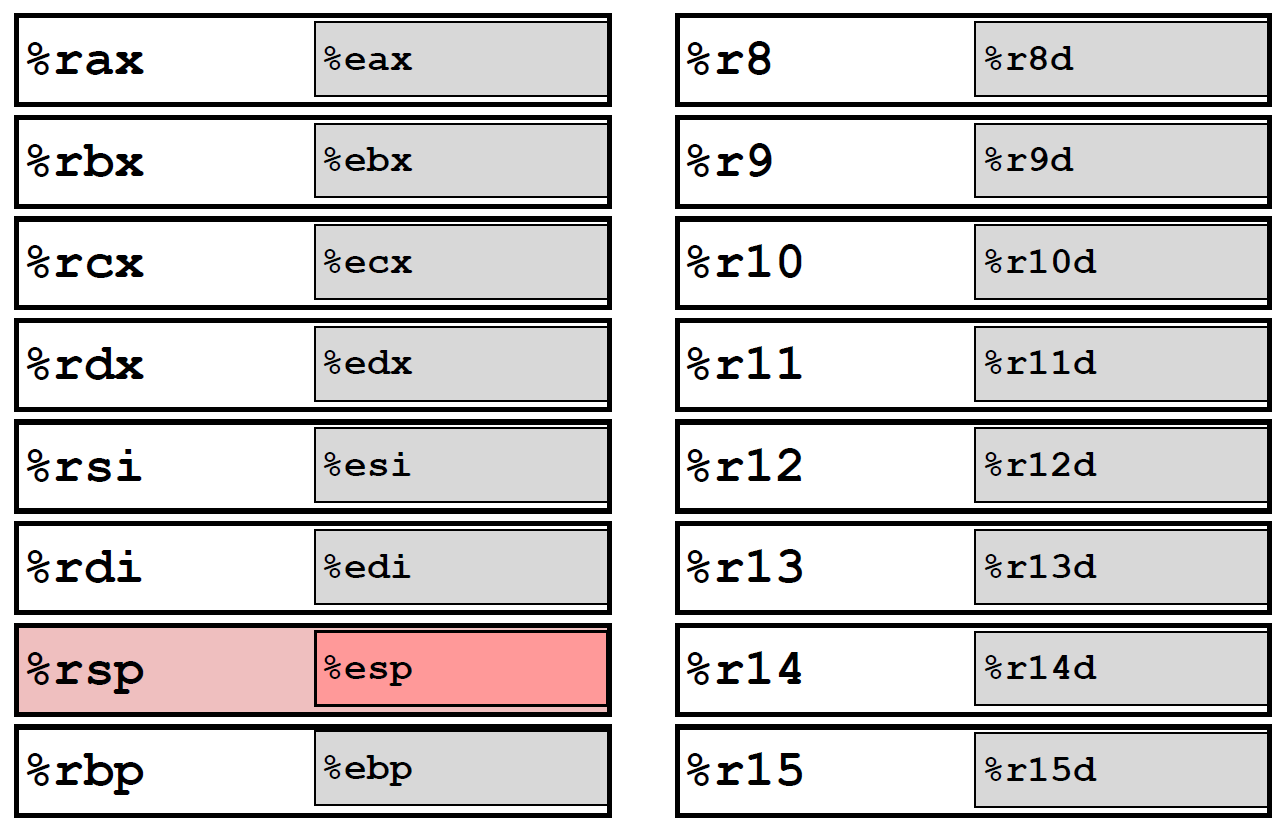 %rax %eax %r8 %r8d
%rbx %ebx %r9 %r9d
%rcx %ecx %r10 %r10d
%rdx %edx %r11 %r11d
%rsi %esi %r12 %r12d
%rdi %edi %r13 %r13d
%rsp %esp %r14 %r14d
%rbp %ebp %r15 %r15d